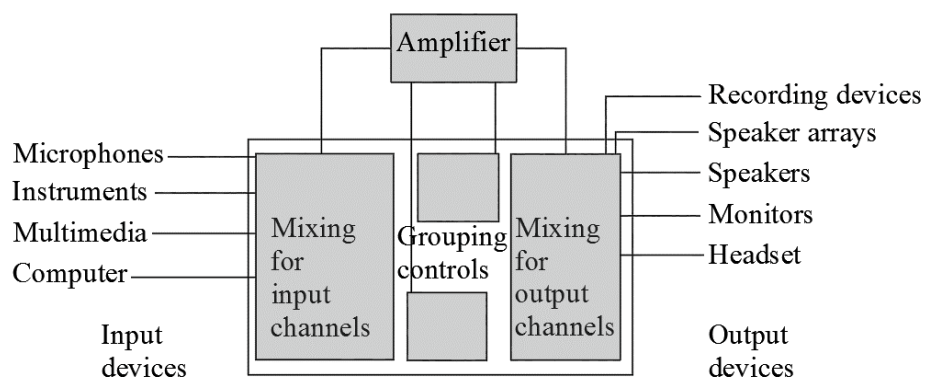 Amplifier
Microphones
Instruments
Multimedia
Computer
Input
devices
Mixing
for
input
channels
Grouping
controls
Mixing
for
output
channels
Recording devices
Speaker arrays
Speakers
Monitors
Headset
Output
devices